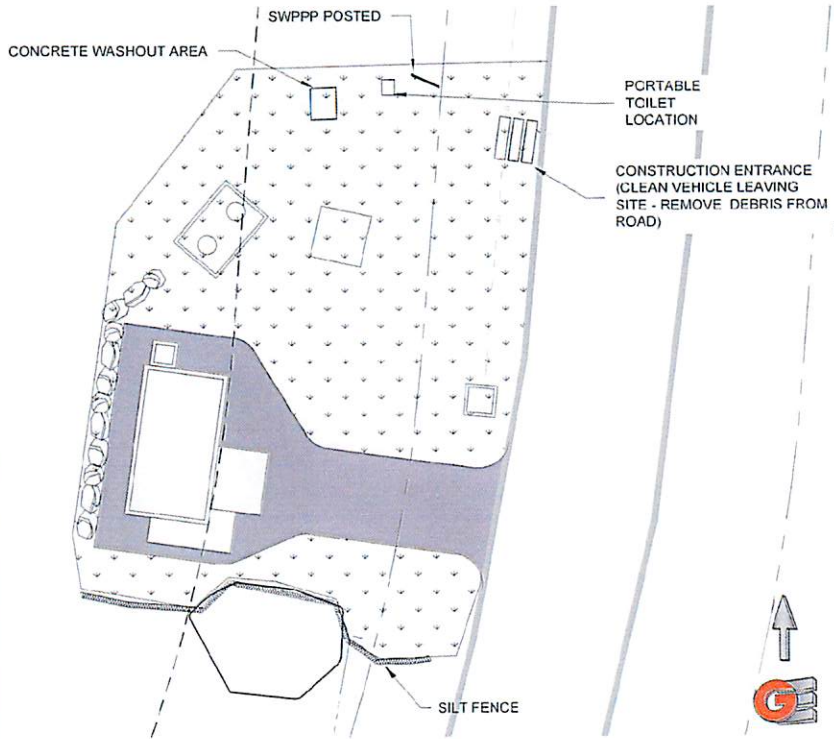 SWPPP POSTED
CONCRETE WASHOUT AREA
PORTABLE
TOILET
LOCATION
CONSTRUCTION ENTRANCE
(CLEAN VEHICLE LEAVING
SITE - REMOVE DEBRIS FROM
ROAD)
SILT FENCE
GE